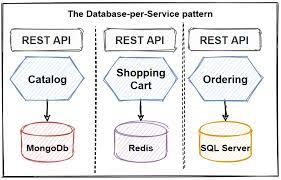 The Database-per-Service pattern
REST API
REST API
REST API
Catalog
Shopping
Cart
Ordering
MongoDb
Redis
SQL Server